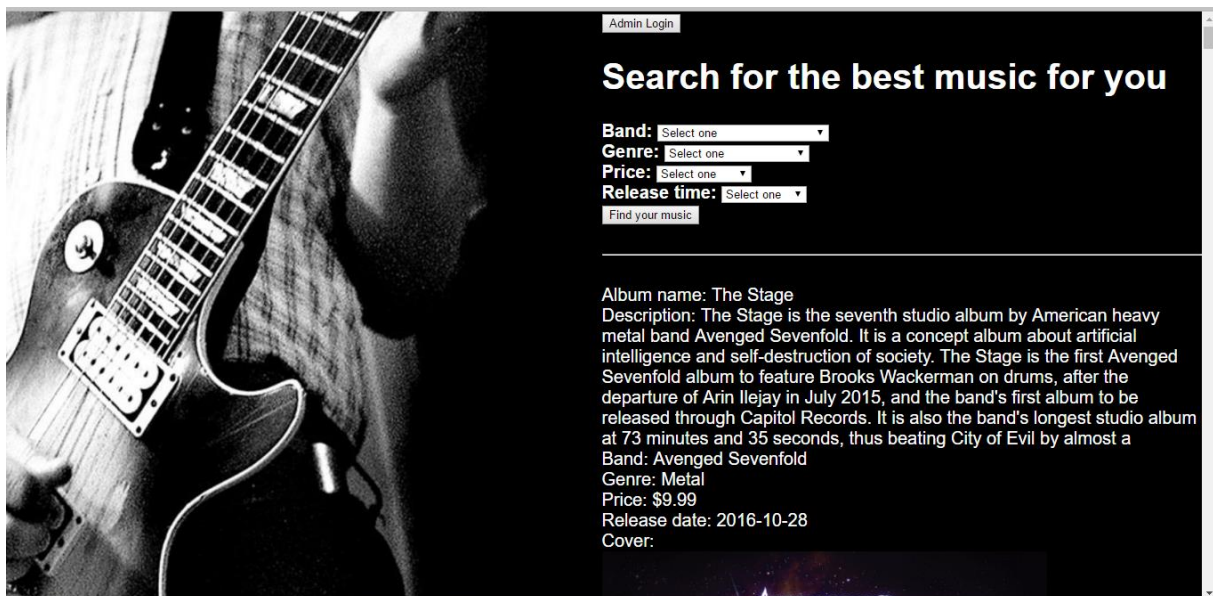 Admin Login
Search for the best music for you
Band: Select one
Genre: Select one
Price: Select one
Release time: Select one
Find your music
Album name: The Stage
Description: The Stage is the seventh studio album by American heavy
metal band Avenged Sevenfold. It is a concept album about artificial
intelligence and self-destruction of society. The Stage is the first Avenged
Sevenfold album to feature Brooks Wackerman on drums, after the
departure of Arin Ilejay in July 2015, and the band's first album to be
released through Capitol Records. It is also the band's longest studio album
at 73 minutes and 35 seconds, thus beating City of Evil by almost a
Band: Avenged Sevenfold
Genre: Metal
Price: $9.99
Release date: 2016-10-28
Cover: